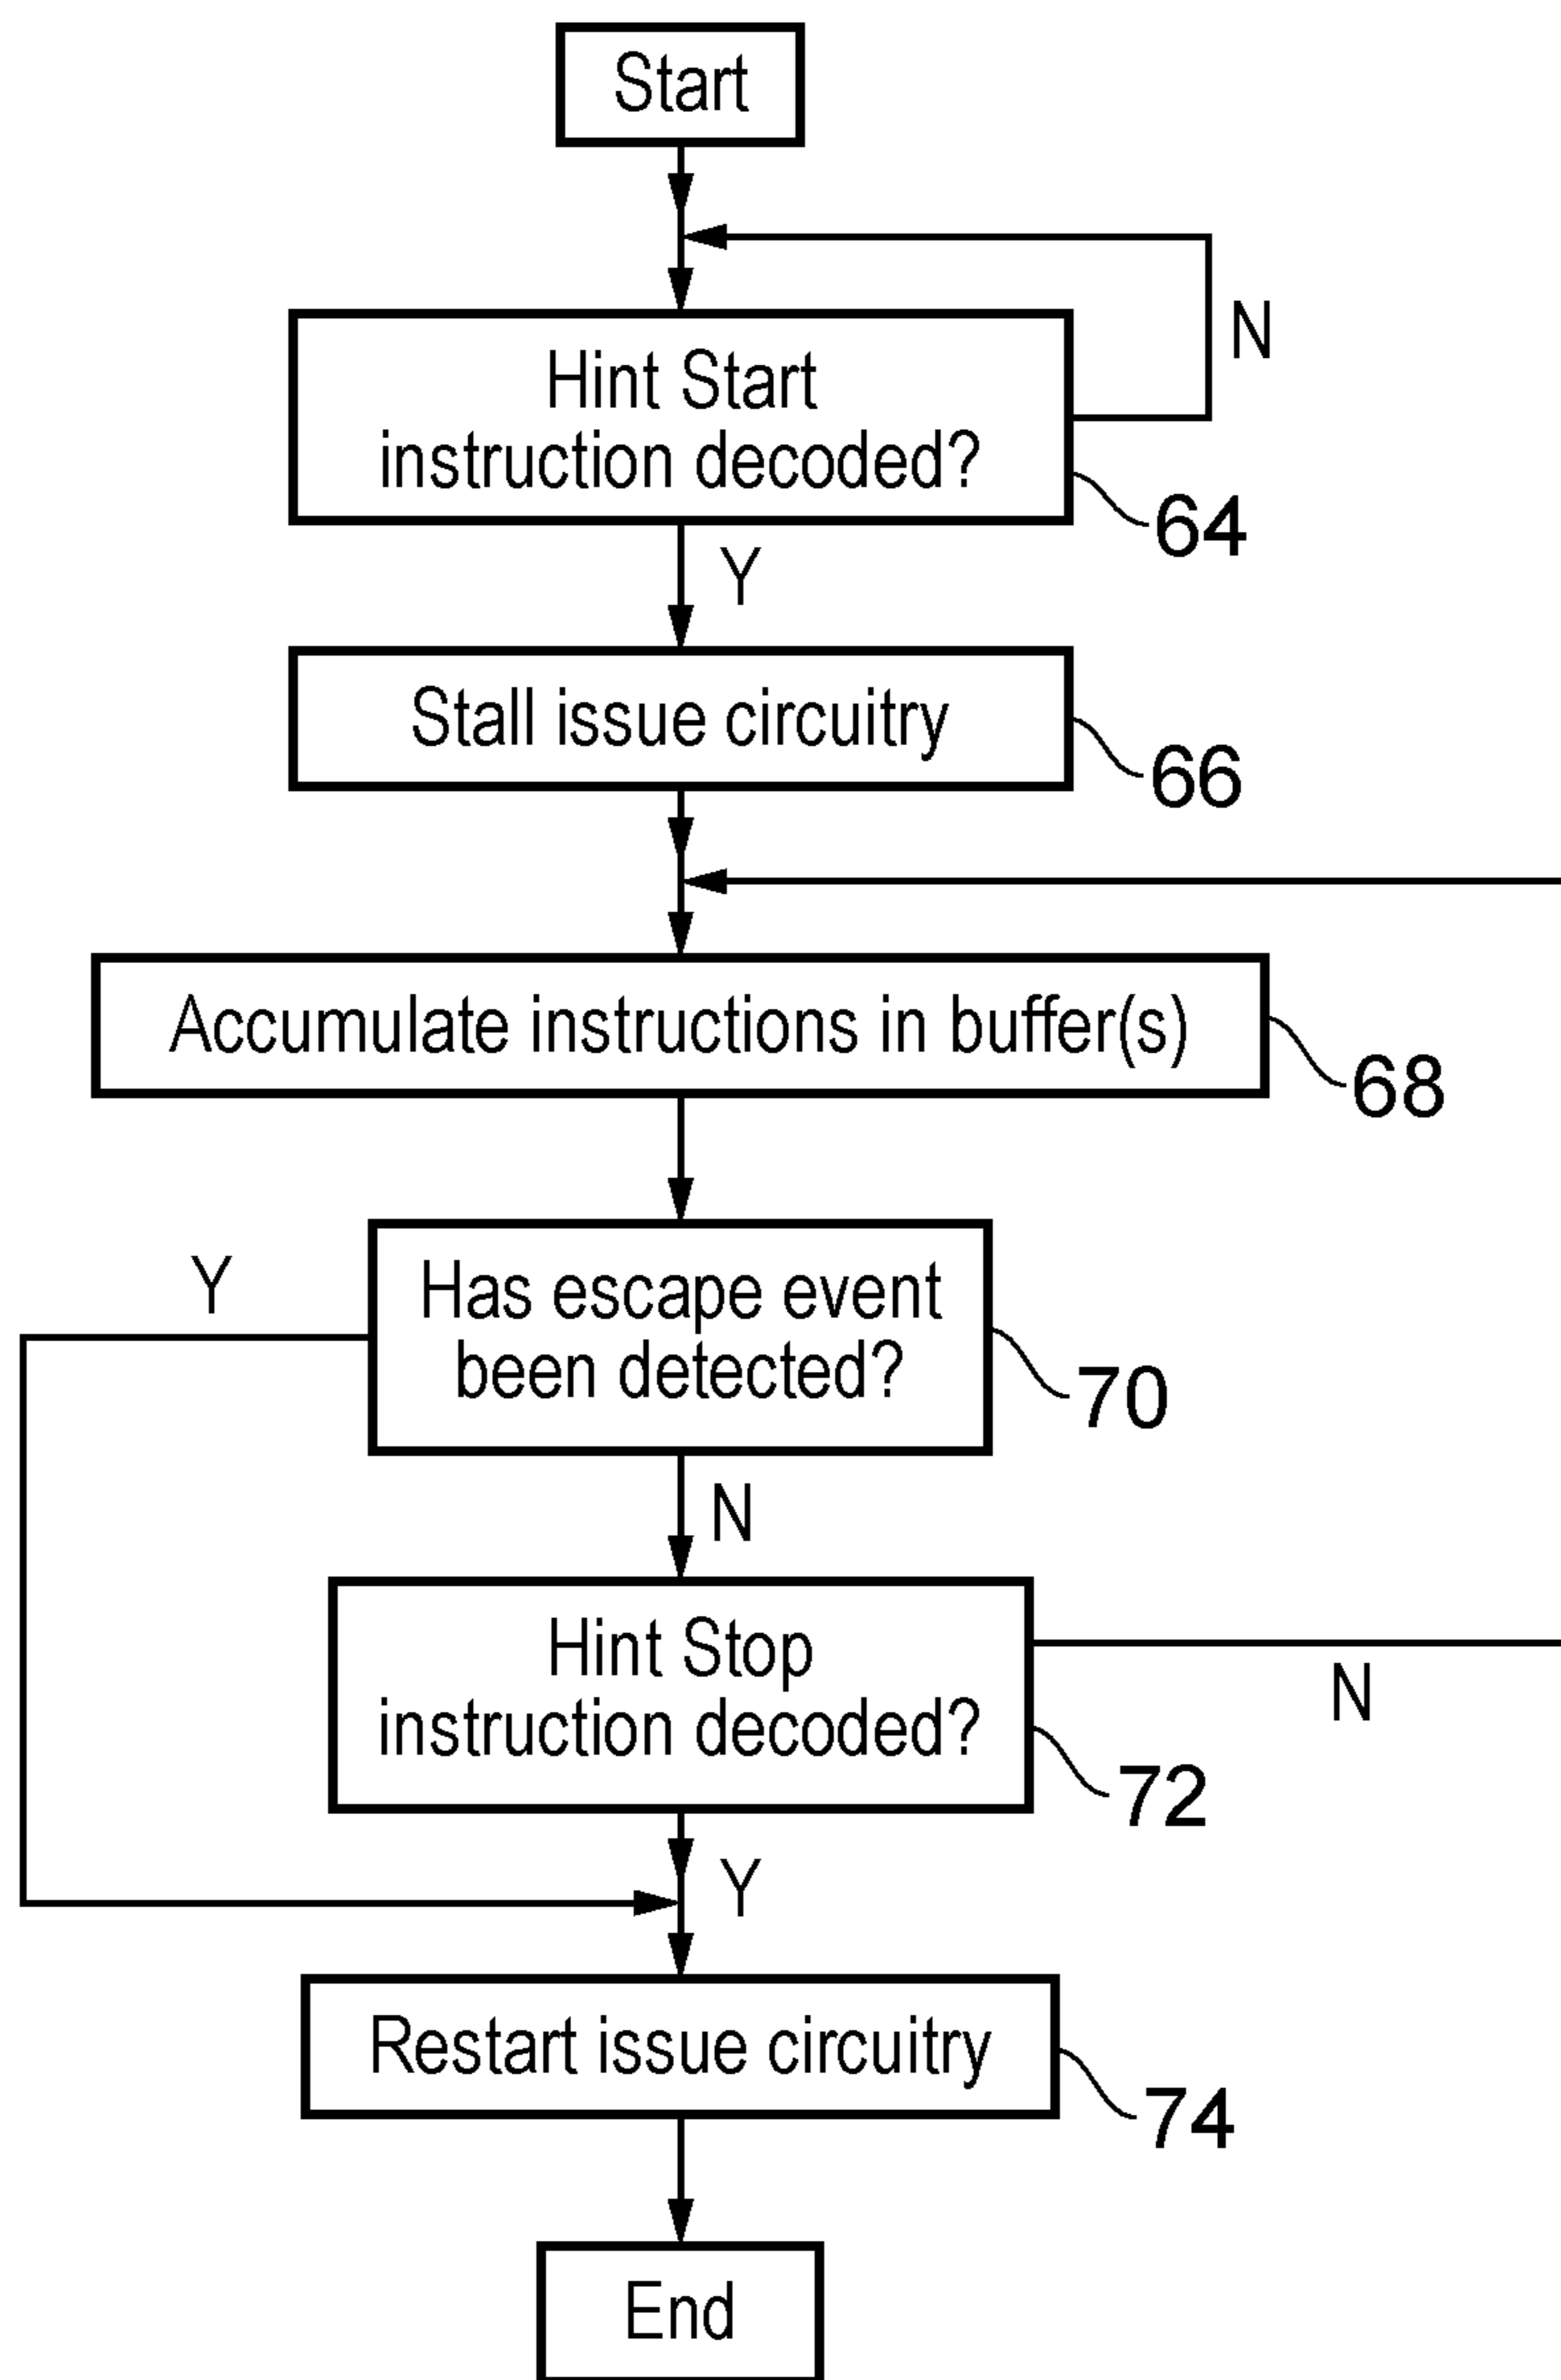 Start
N
Hint Start
instruction decoded?
64
Y
Stall issue circuitry
66
Accumulate instructions in buffer(s)
68
Y
Has escape event
been detected?
70
N
Hint Stop
instruction decoded?
N
72
Y
Restart issue circuitry
74
End